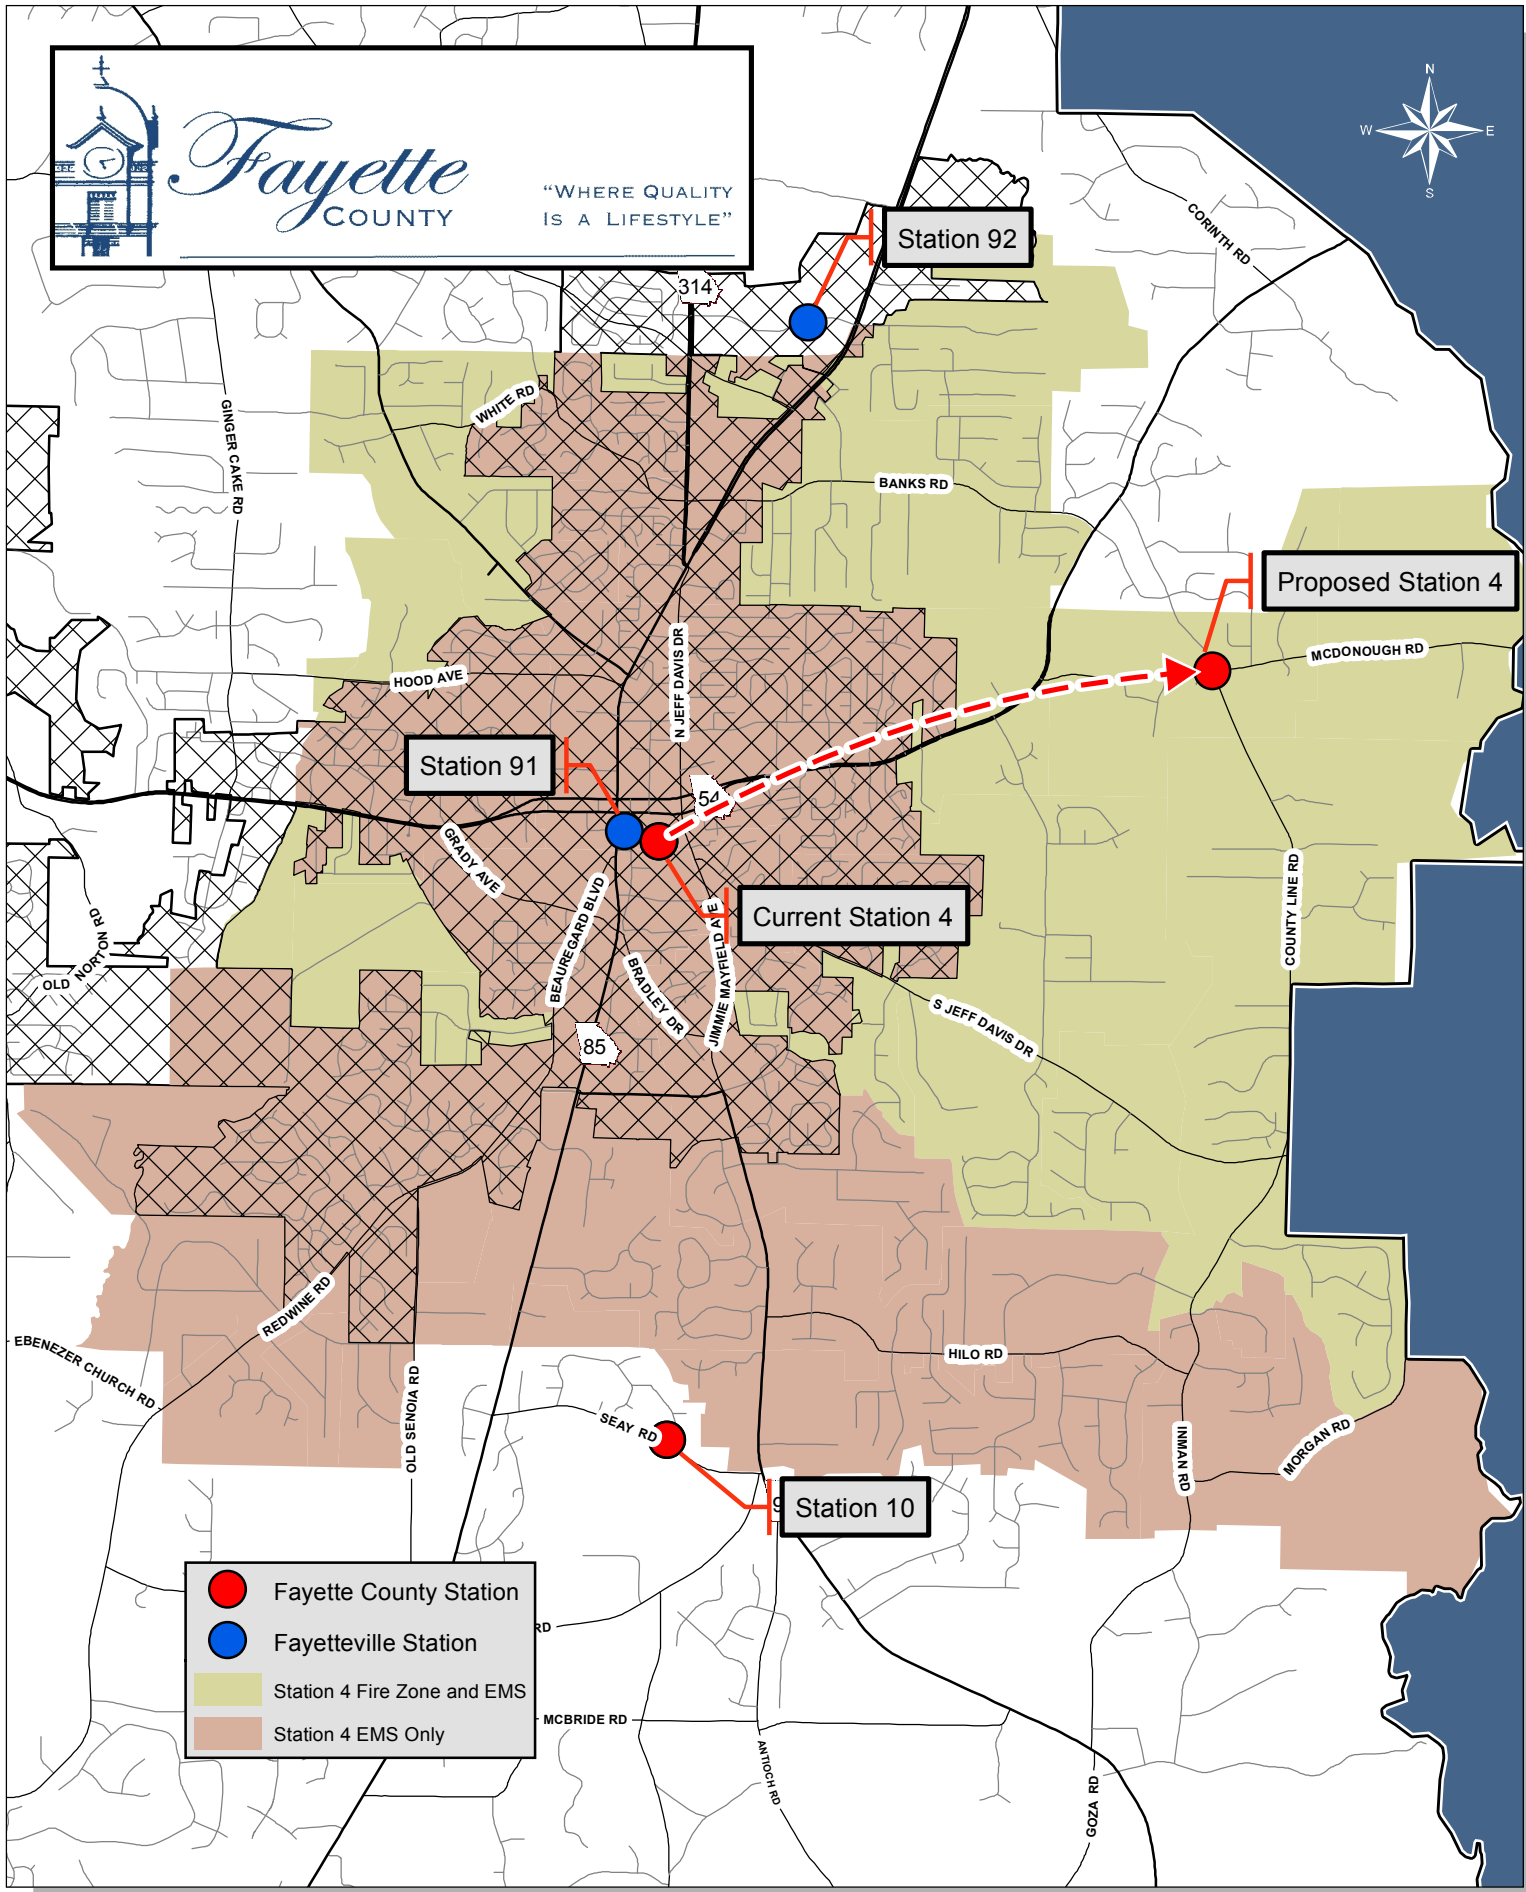 Fayette
COUNTY
"WHERE QUALITY
IS A LIFESTYLE"
N
W
E
S
CORINTH RD
Station 92
314
WHITE RD
GINGER CAKE RD
BANKS RD
Proposed Station 4
MCDONOUGH RD
N JEFF DAVIS DR
HOOD AVE
Station 91
54
GRADY AVE
BEAUREGARD BLVD
Current Station 4
JIMMIE MAYFIELD AVE
COUNTY LINE RD
OLD NORTON RD
BRADLEY DR
S JEFF DAVIS DR
85
REDWINE RD
EBENEZER CHURCH RD
HILO RD
OLD SENOIA RD
SEAY RD
INMAN RD
MORGAN RD
9
Station 10
Fayette County Station
Fayetteville Station
Station 4 Fire Zone and EMS
Station 4 EMS Only
RD
MCBRIDE RD
ANTIOCH RD
GOZA RD